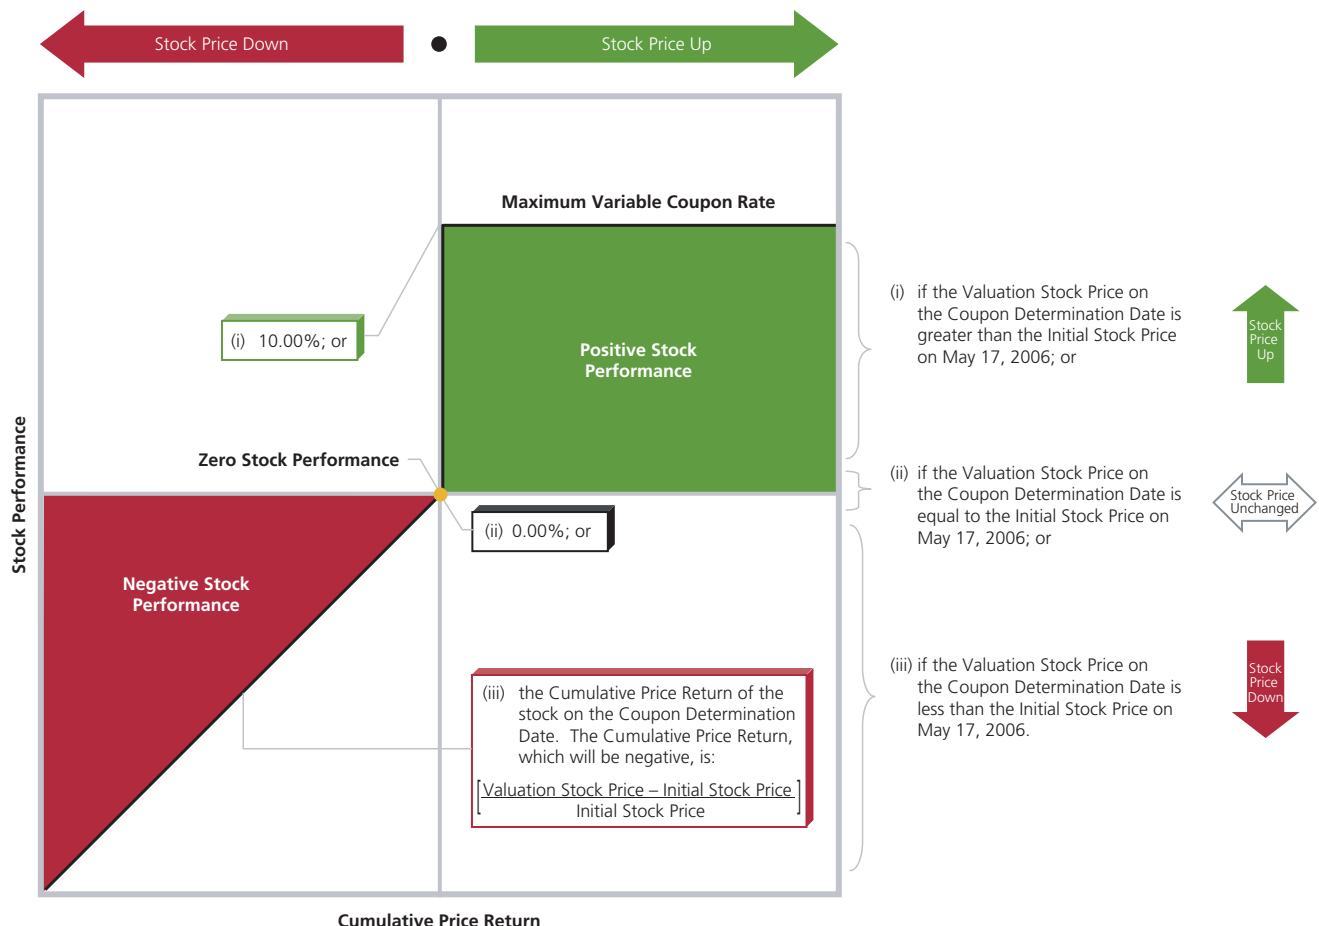 Stock Price Down
Stock Price Up
Maximum Variable Coupon Rate
(i) 10.00%; or
Positive Stock
Performance
(i) if the Valuation Stock Price on
the Coupon Determination Date is
greater than the Initial Stock Price
on May 17, 2006; or
Stock
Price
Up
Stock Performance
Zero Stock Performance
(ii) 0.00%; or
(ii) if the Valuation Stock Price on
the Coupon Determination Date is
equal to the Initial Stock Price on
May 17, 2006; or
Stock Price
Unchanged
Negative Stock
Performance
(iii) the Cumulative Price Return of the
stock on the Coupon Determination
Date. The Cumulative Price Return,
which will be negative, is:
[Valuation Stock Price – Initial Stock Price]
Initial Stock Price
(iii) if the Valuation Stock Price on
the Coupon Determination Date is
less than the Initial Stock Price on
May 17, 2006.
Stock
Price
Down
Cumulative Price Return